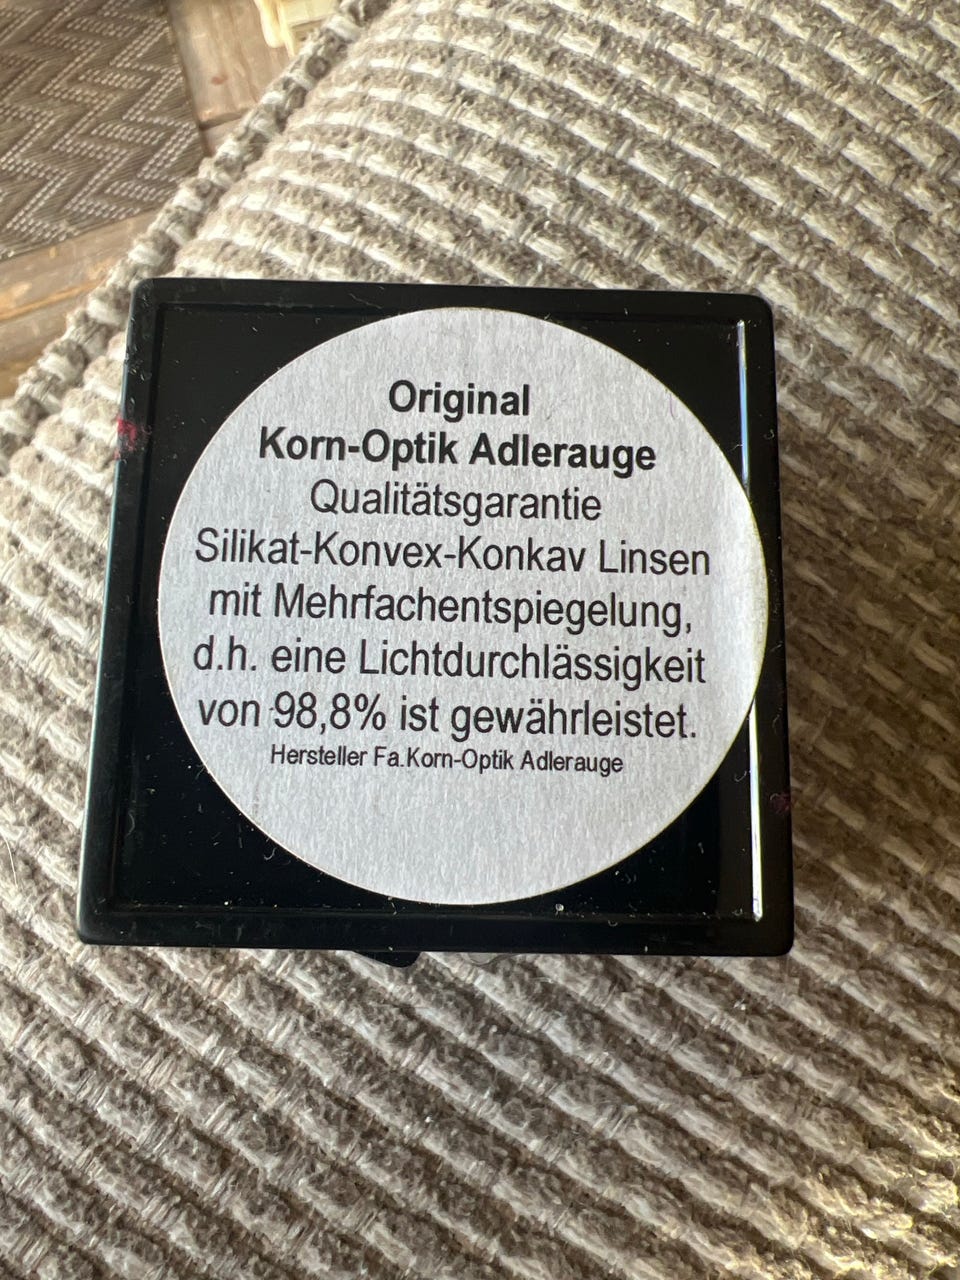 Original
Korn-Optik Adlerauge
Qualitätsgarantie
Silikat-Konvex-Konkav Linsen
mit Mehrfachentspiegelung,
d.h. eine Lichtdurchlässigkeit
von 98,8% ist gewährleistet.
Hersteller Fa.Korn-Optik Adlerauge